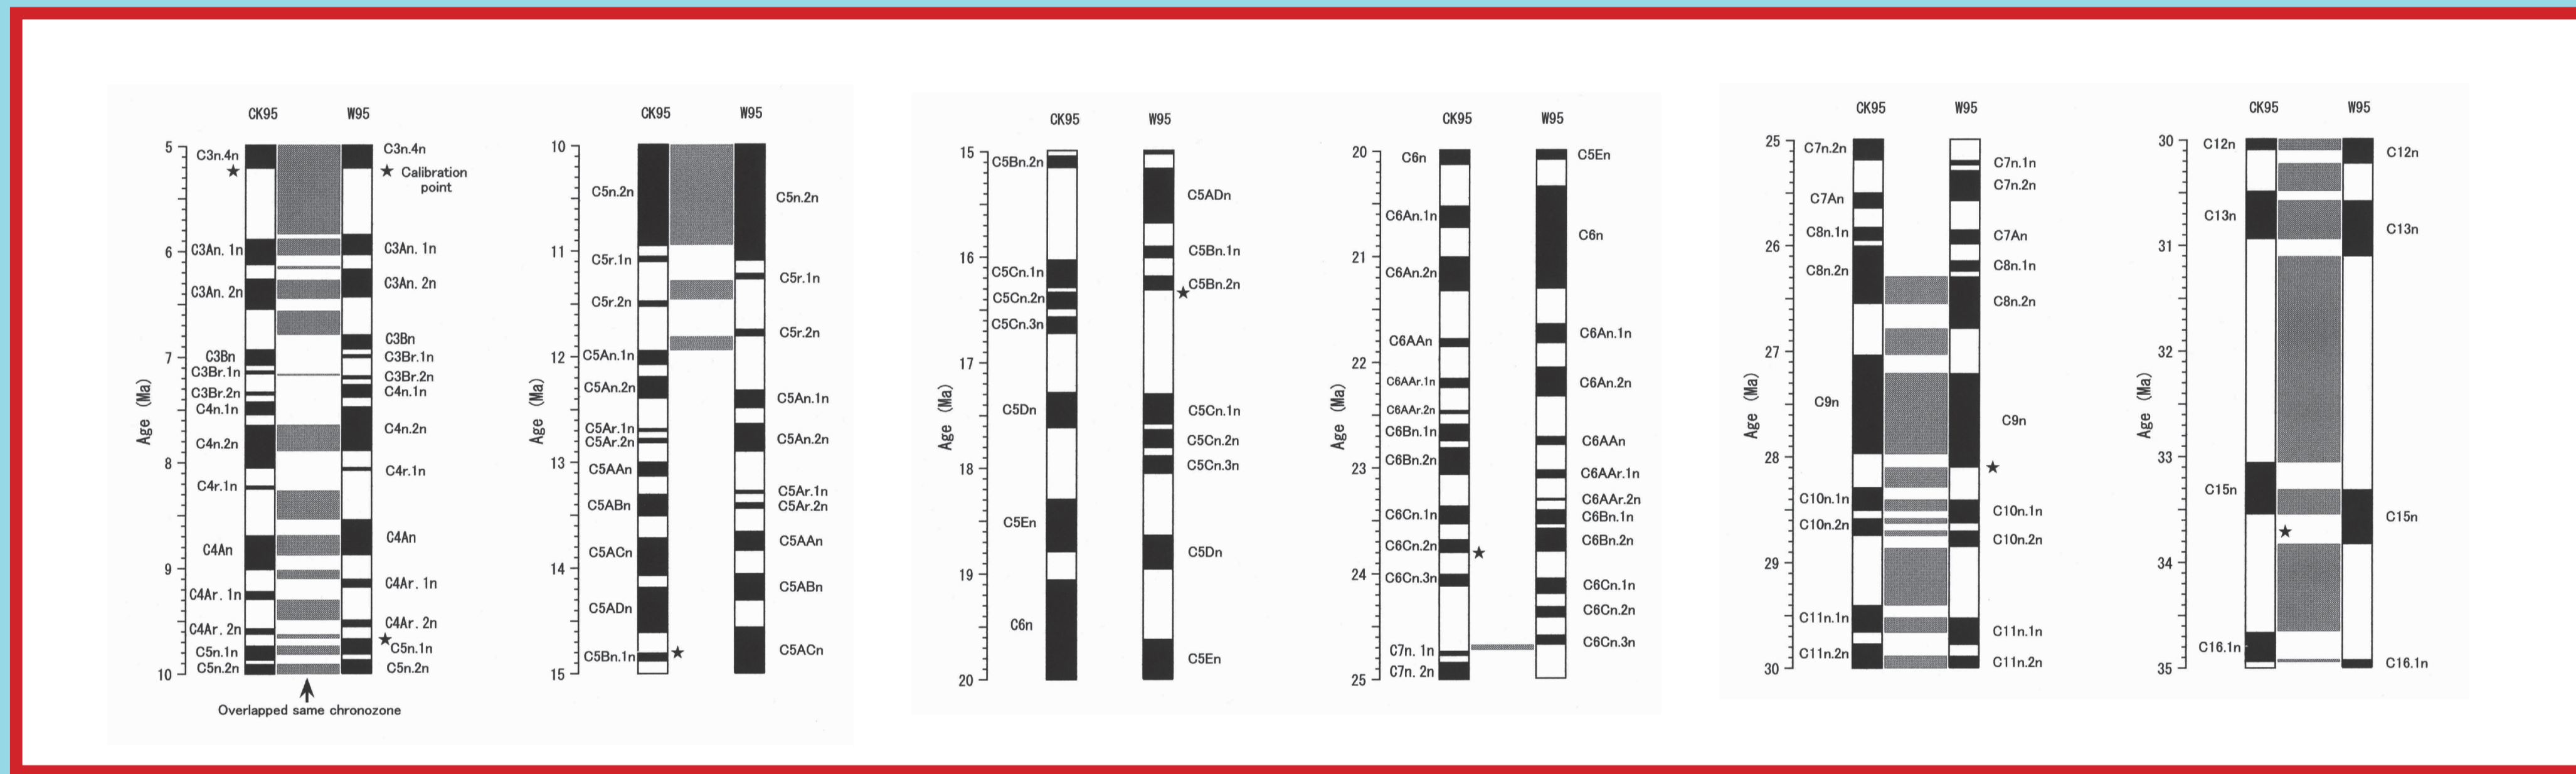 CK95 W95
5
6
7
8
9
10
Age (Ma)
C3n.4n
C3An. 1n
C3An. 2n
C3Bn
C3Br.1n
C3Br.2n
C4n.1n
C4n.2n
C4r.1n
C4An
C4Ar. 1n
C4Ar. 2n
C5n.1n
C5n.2n
C3n.4n
★ Calibration
point
C3An. 1n
C3An. 2n
C3Bn
C3Br.1n
C3Br.2n
C4n.1n
C4n.2n
C4r.1n
C4An
C4Ar. 1n
C4Ar. 2n
C5n.1n
C5n.2n
Overlapped same chronozone
CK95 W95
10
11
12
13
14
15
Age (Ma)
C5n.2n
C5r.1n
C5r.2n
C5An.1n
C5An.2n
C5Ar.1n
C5Ar.2n
C5AAn
C5ABn
C5ACn
C5ADn
C5Bn.1n
C5n.2n
C5r.1n
C5r.2n
C5An.1n
C5An.2n
C5Ar.1n
C5Ar.2n
C5AAn
C5ABn
C5ACn
CK95 W95
15
16
17
18
19
20
Age (Ma)
C5Bn.2n
C5Cn.1n
C5Cn.2n
C5Cn.3n
C5Dn
C5En
C6n
C5ADn
C5Bn.1n
C5Bn.2n
C5Cn.1n
C5Cn.2n
C5Cn.3n
C5Dn
C5En
CK95 W95
20
21
22
23
24
25
Age (Ma)
C6n
C6An.1n
C6An.2n
C6AAn
C6AAr.1n
C6AAr.2n
C6Bn.1n
C6Bn.2n
C6Cn.1n
C6Cn.2n
C6Cn.3n
C7n. 1n
C7n. 2n
C5En
C6n
C6An.1n
C6An.2n
C6AAn
C6AAr.1n
C6AAr.2n
C6Bn.1n
C6Bn.2n
C6Cn.1n
C6Cn.2n
C6Cn.3n
CK95 W95
25
26
27
28
29
30
Age (Ma)
C7n.2n
C7An
C8n.1n
C8n.2n
C9n
C10n.1n
C10n.2n
C11n.1n
C11n.2n
C7n.1n
C7n.2n
C7An
C8n.1n
C8n.2n
C9n
C10n.1n
C10n.2n
C11n.1n
C11n.2n
CK95 W95
30
31
32
33
34
35
Age (Ma)
C12n
C13n
C15n
C16.1n
C12n
C13n
C15n
C16.1n